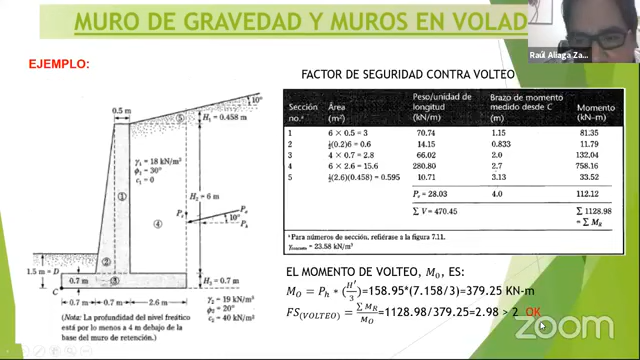 MURO DE GRAVEDAD Y MUROS EN VOLAD
Raúl Aliaga Za...
EJEMPLO:
FACTOR DE SEGURIDAD CONTRA VOLTEO
0.5 m
10°
H₁ = 0.458 m
⑤
γ₁ = 18 kN/m³
ϕ₁ = 30°
c₁ = 0
①
H₂ = 6 m
④
Pᵥ
Pₐ
10°
Pₕ
②
1.5 m = D
0.7 m
③
H₃ = 0.7 m
C
0.7 m
0.7 m
2.6 m
γ₂ = 19 kN/m³
ϕ₂ = 20°
c₂ = 40 kN/m²
(Nota: La profundidad del nivel freático
está por lo menos a 4 m debajo de la
base del muro de retención.)
Sección no.ª Área (m²) Peso/unidad de longitud (kN/m) Brazo de momento medido desde C (m) Momento (kN–m)
1 6 × 0.5 = 3 70.74 1.15 81.35
2 ½(0.2)6 = 0.6 14.15 0.833 11.79
3 4 × 0.7 = 2.8 66.02 2.0 132.04
4 6 × 2.6 = 15.6 280.80 2.7 758.16
5 ½(2.6)(0.458) = 0.595 10.71 3.13 33.52
Pᵥ = 28.03 4.0 112.12
Σ V = 470.45 Σ 1128.98
= Σ M_R
ª Para números de sección, refiérase a la figura 7.11.
γconcreto = 23.58 kN/m³
EL MOMENTO DE VOLTEO, M₀, ES:
M_O = P_h * (H'/3) =158.95*(7.158/3)=379.25 KN-m
FS(VOLTEO) = Σ M_R / M_O =1128.98/379.25=2.98 > 2 OK
zoom